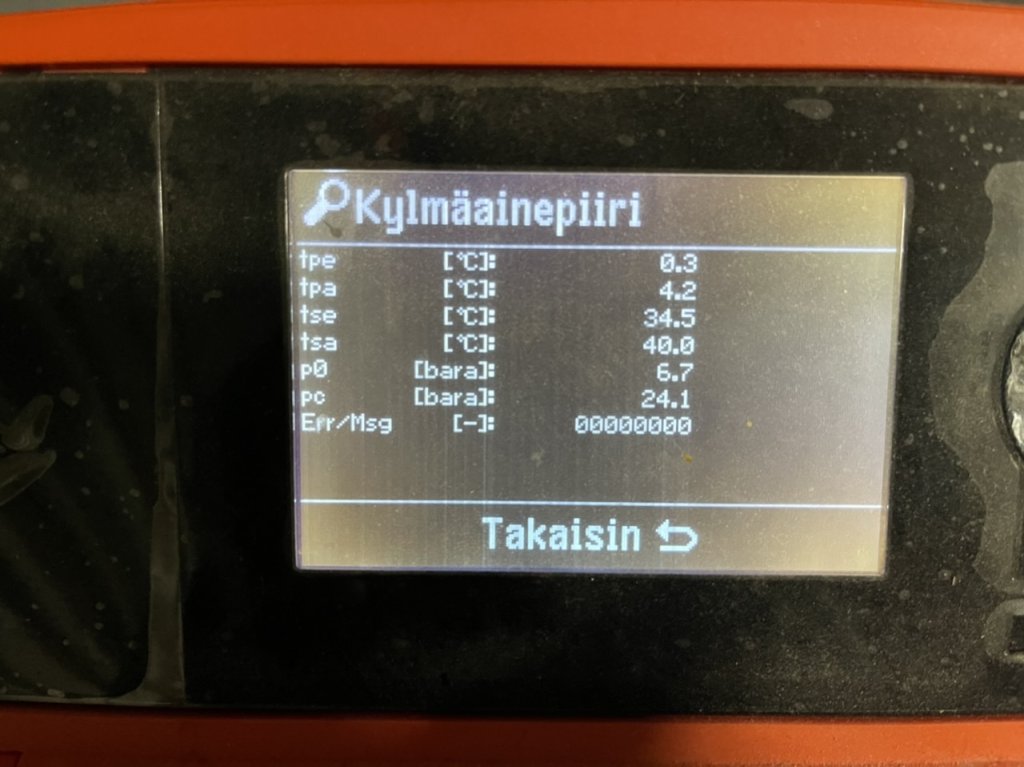 Kylmäainepiiri
tpe [°C]: 0.3
tpa [°C]: 4.2
tse [°C]: 34.5
tsa [°C]: 40.0
p0 [bara]: 6.7
pc [bara]: 24.1
Err/Msg [-]: 00000000
Takaisin